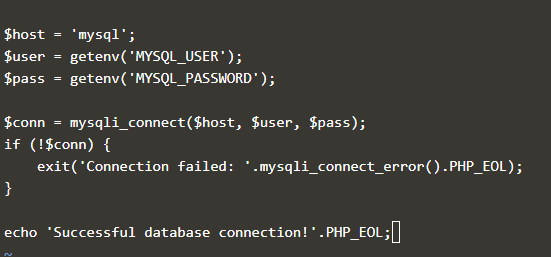 $host = 'mysql';
$user = getenv('MYSQL_USER');
$pass = getenv('MYSQL_PASSWORD');

$conn = mysqli_connect($host, $user, $pass);
if (!$conn) {
    exit('Connection failed: '.mysqli_connect_error().PHP_EOL);
}

echo 'Successful database connection!'.PHP_EOL;
~